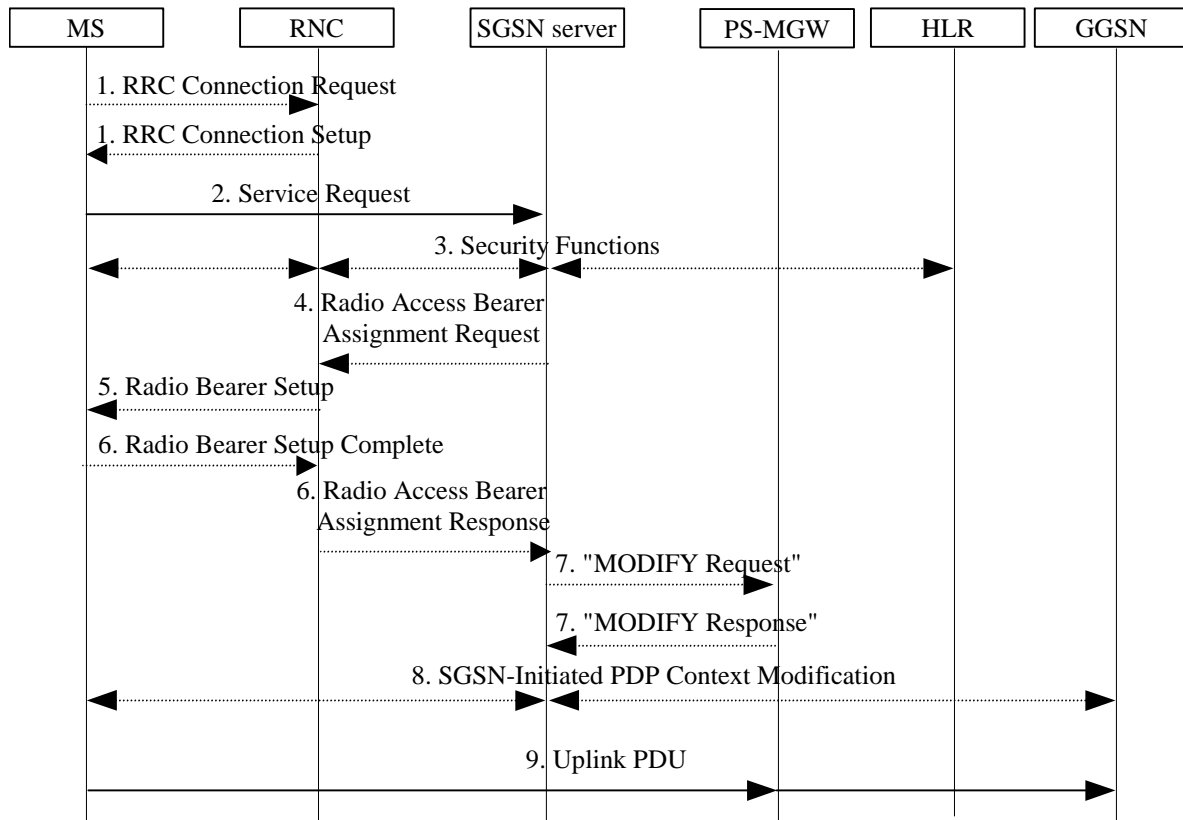 MS RNC SGSN server PS-MGW HLR GGSN
1. RRC Connection Request
1. RRC Connection Setup
2. Service Request
3. Security Functions
4. Radio Access Bearer
Assignment Request
5. Radio Bearer Setup
6. Radio Bearer Setup Complete
6. Radio Access Bearer
Assignment Response
7. "MODIFY Request"
7. "MODIFY Response"
8. SGSN-Initiated PDP Context Modification
9. Uplink PDU